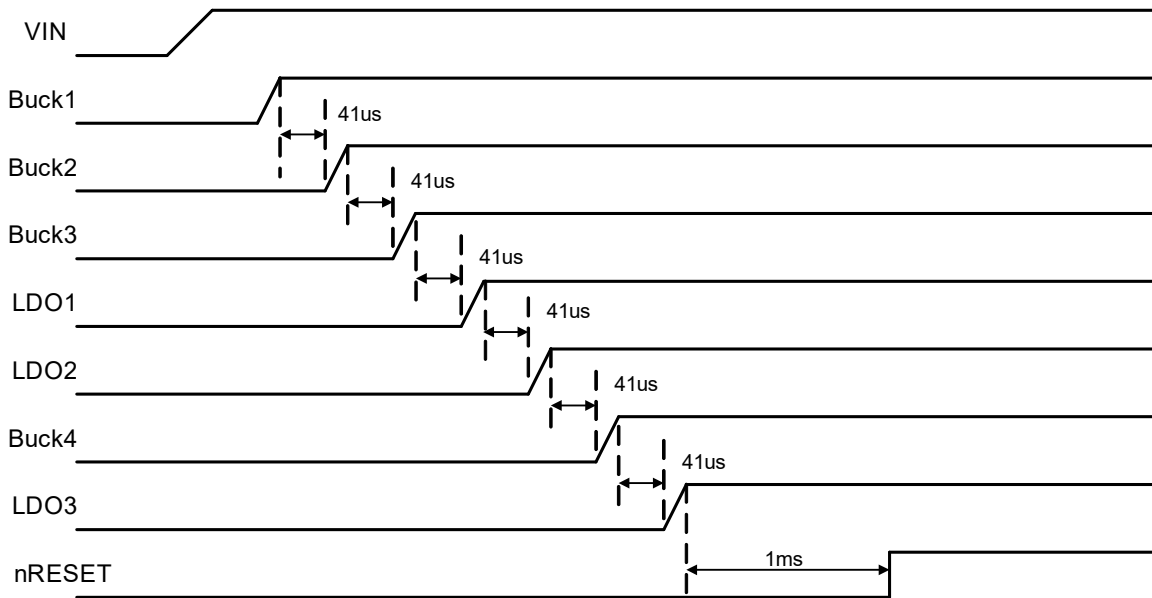 VIN
Buck1
41us
Buck2
41us
Buck3
41us
LDO1
41us
LDO2
41us
Buck4
41us
LDO3
1ms
nRESET